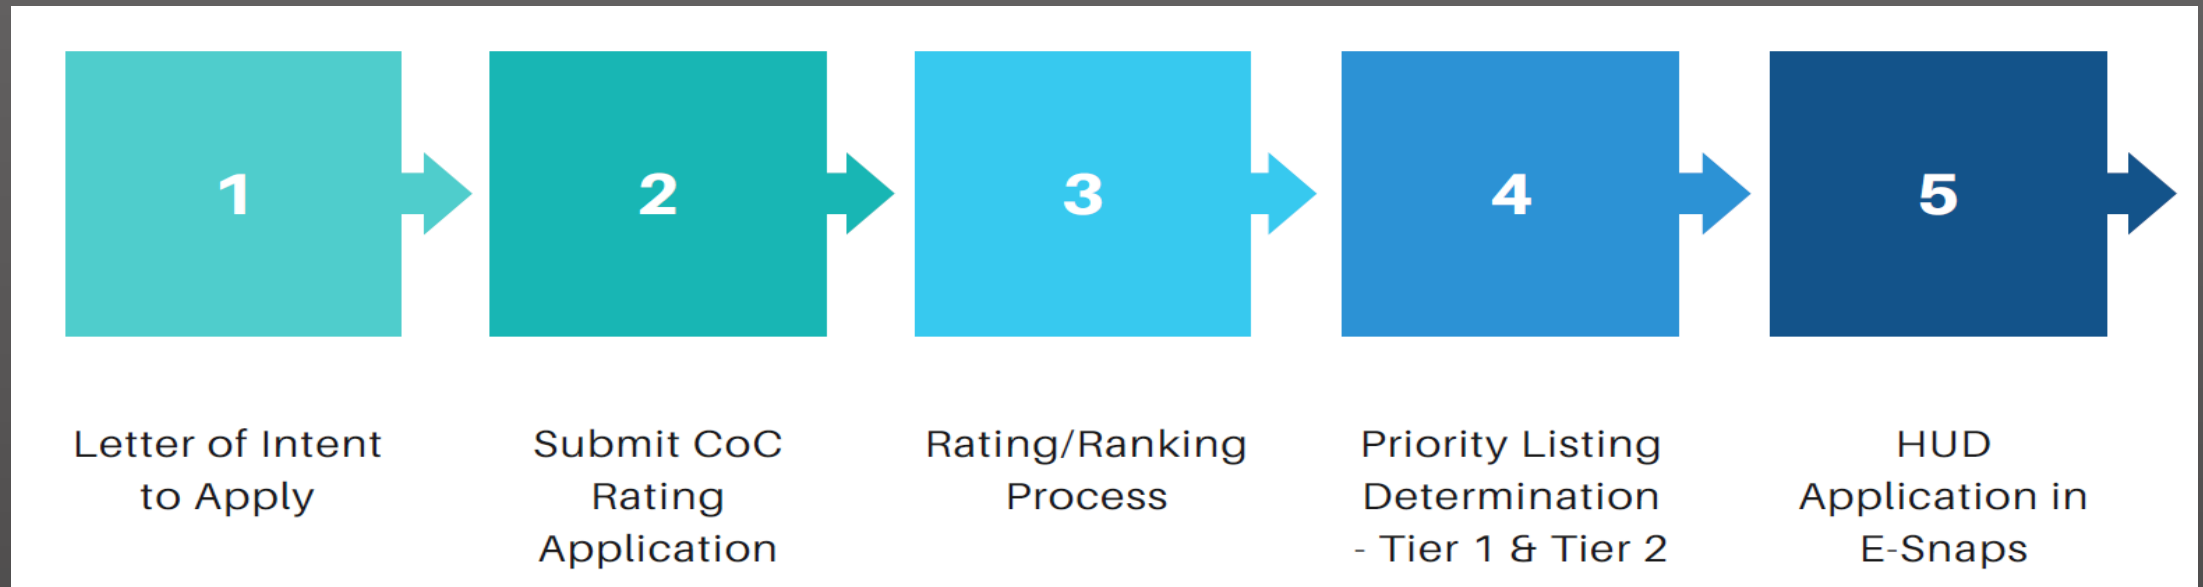 1
2
3
4
5
Letter of Intent
to Apply
Submit CoC
Rating
Application
Rating/Ranking
Process
Priority Listing
Determination
- Tier 1 & Tier 2
HUD
Application in
E-Snaps